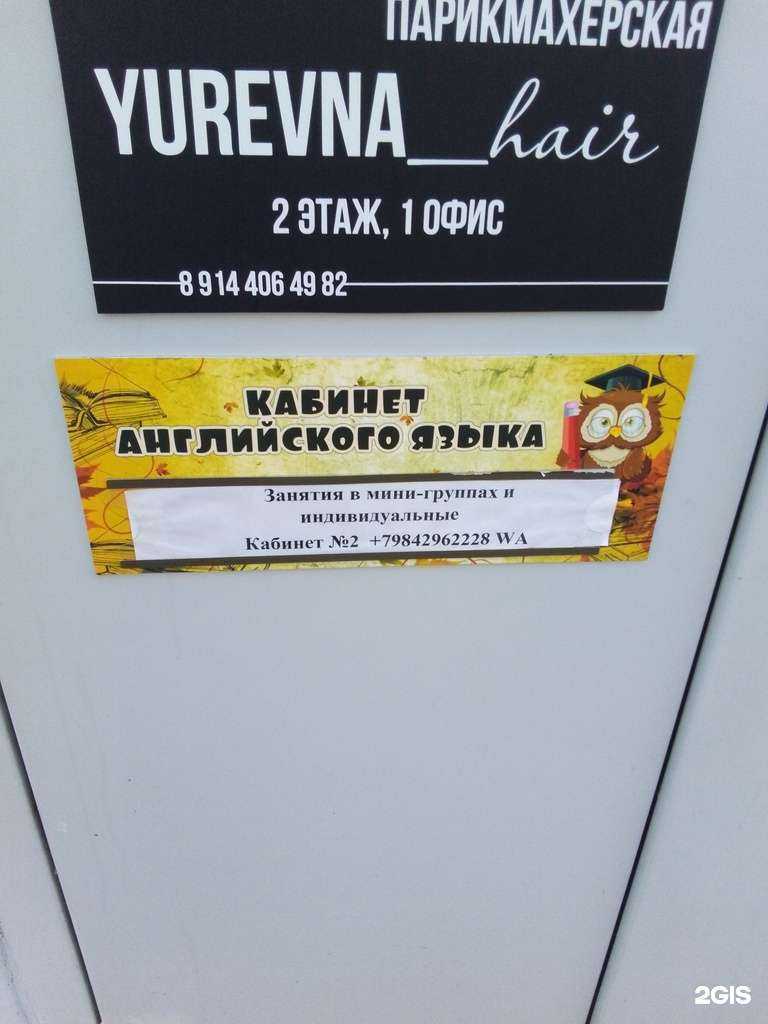 ПАРИКМАХЕРСКАЯ
YUREVNA__hair
2 ЭТАЖ, 1 ОФИС
8 914 406 49 82
КАБИНЕТ
АНГЛИЙСКОГО ЯЗЫКА
Занятия в мини-группах и
индивидуальные
Кабинет №2 +79842962228 WA
2GIS